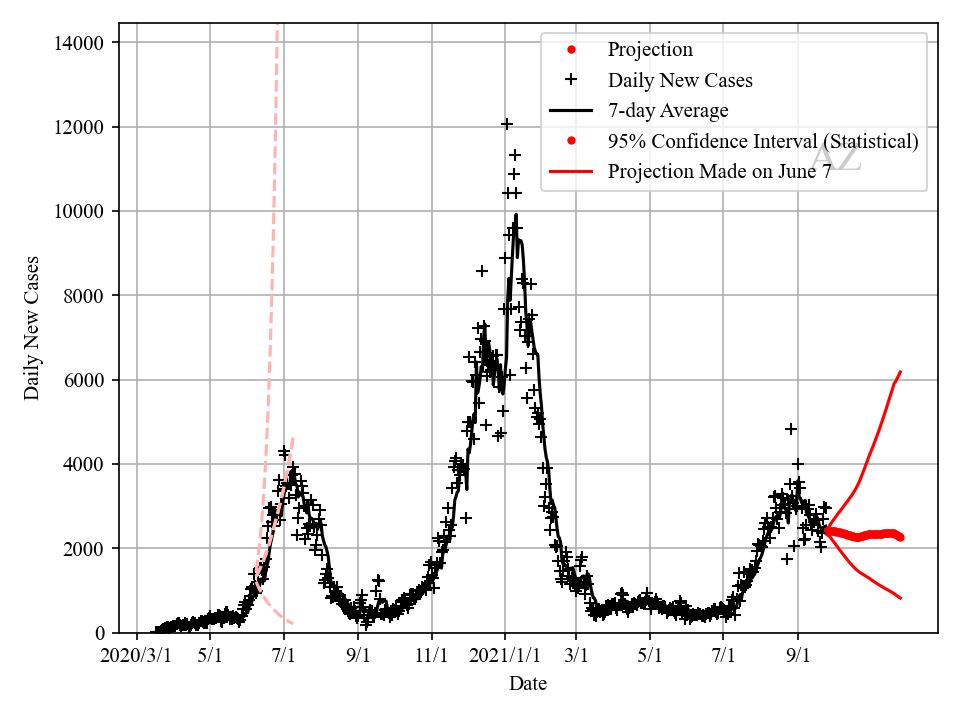 14000
12000
10000
8000
6000
4000
2000
0
Daily New Cases
Projection
Daily New Cases
7-day Average
95% Confidence Interval (Statistical)
AZ
Projection Made on June 7
2020/3/1 5/1 7/1 9/1 11/1 2021/1/1 3/1 5/1 7/1 9/1
Date